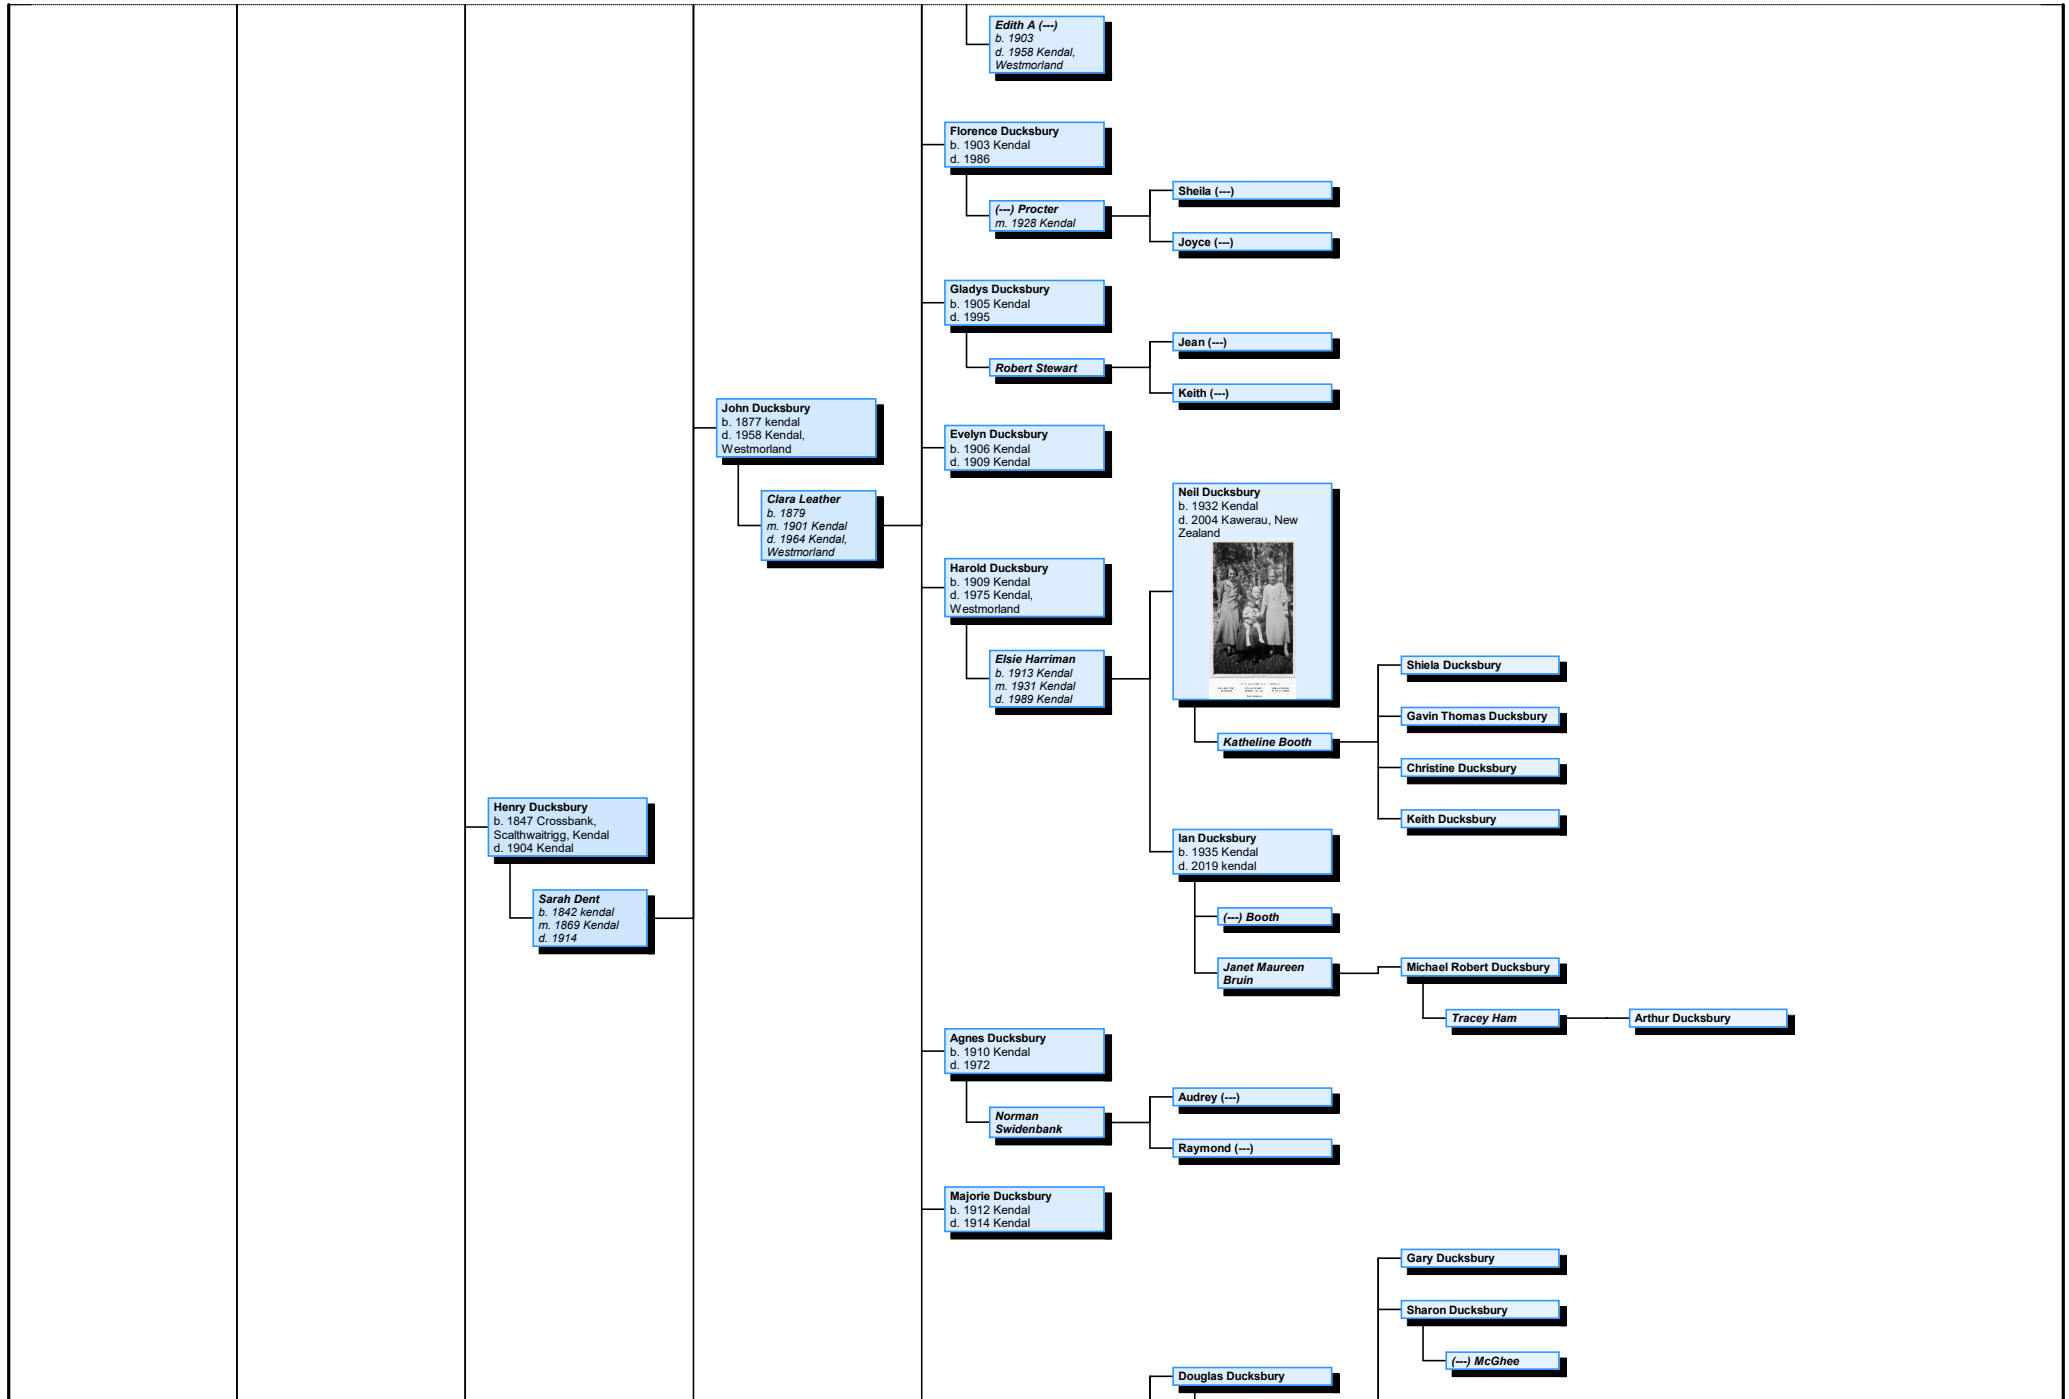 Edith A (---)
b. 1903
d. 1958 Kendal,
Westmorland
Florence Ducksbury
b. 1903 Kendal
d. 1986
(---) Procter
m. 1928 Kendal
Sheila (---)
Joyce (---)
Gladys Ducksbury
b. 1905 Kendal
d. 1995
Robert Stewart
Jean (---)
Keith (---)
John Ducksbury
b. 1877 kendal
d. 1958 Kendal,
Westmorland
Clara Leather
b. 1879
m. 1901 Kendal
d. 1964 Kendal,
Westmorland
Evelyn Ducksbury
b. 1906 Kendal
d. 1909 Kendal
Harold Ducksbury
b. 1909 Kendal
d. 1975 Kendal,
Westmorland
Elsie Harriman
b. 1913 Kendal
m. 1931 Kendal
d. 1989 Kendal
Neil Ducksbury
b. 1932 Kendal
d. 2004 Kawerau, New
Zealand
Katheline Booth
Shiela Ducksbury
Gavin Thomas Ducksbury
Christine Ducksbury
Keith Ducksbury
Henry Ducksbury
b. 1847 Crossbank,
Scalthwaitrigg, Kendal
d. 1904 Kendal
Sarah Dent
b. 1842 kendal
m. 1869 Kendal
d. 1914
Ian Ducksbury
b. 1935 Kendal
d. 2019 kendal
(---) Booth
Janet Maureen
Bruin
Michael Robert Ducksbury
Tracey Ham
Arthur Ducksbury
Agnes Ducksbury
b. 1910 Kendal
d. 1972
Norman
Swidenbank
Audrey (---)
Raymond (---)
Majorie Ducksbury
b. 1912 Kendal
d. 1914 Kendal
Gary Ducksbury
Sharon Ducksbury
(---) McGhee
Douglas Ducksbury